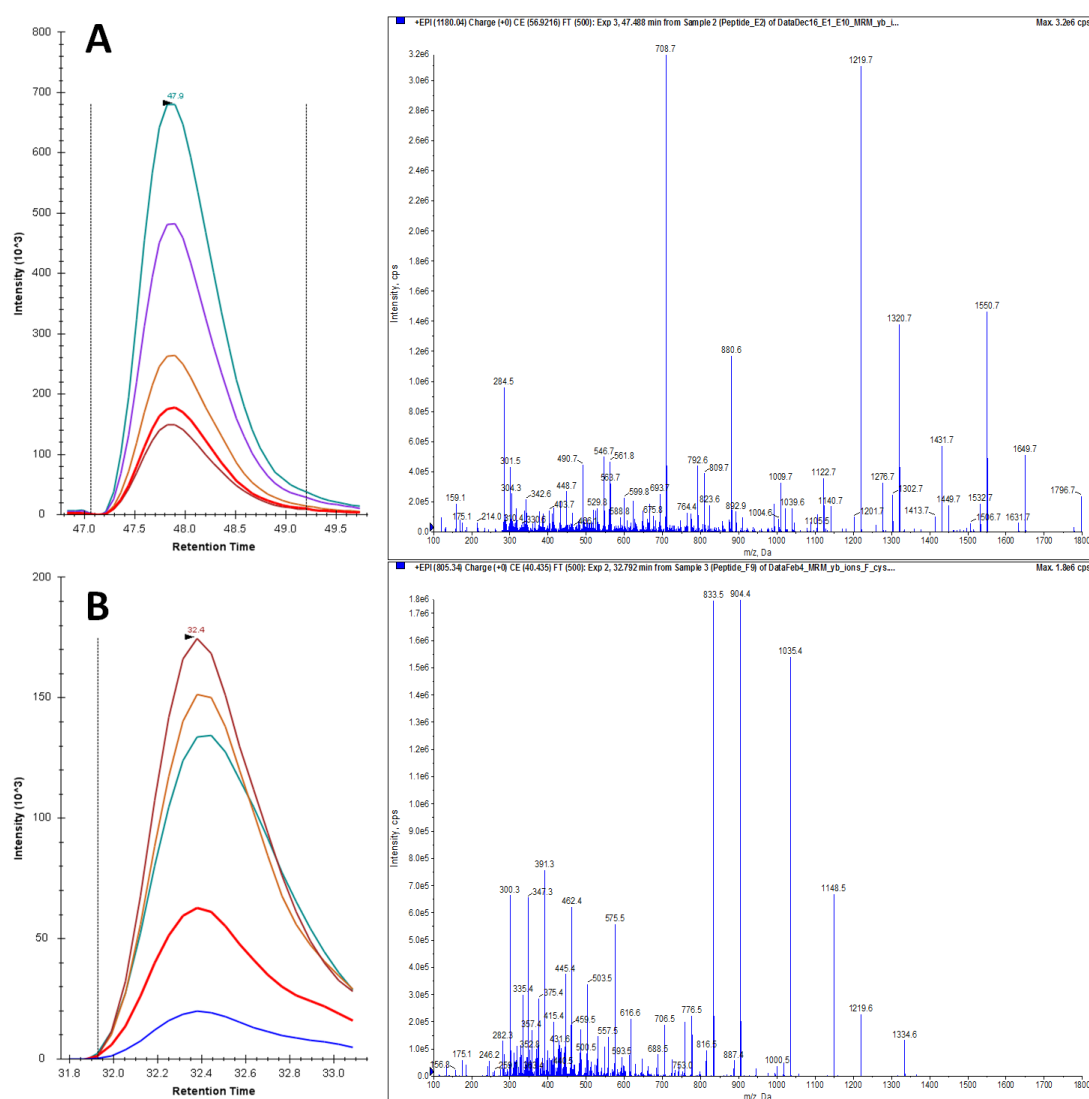 A
800
700
600
500
400
300
200
100
0
Intensity (10^3)
47.9
47.0
47.5
48.0
48.5
49.0
49.5
Retention Time
+EPI (1180.04) Charge (+0) CE (56.9216) FT (500): Exp 3, 47.488 min from Sample 2 (Peptide_E2) of DataDec16_E1_E10_MRM_yb_i...
Max. 3.2e6 cps
3.2e6
3.0e6
2.8e6
2.6e6
2.4e6
2.2e6
2.0e6
1.8e6
1.6e6
1.4e6
1.2e6
1.0e6
8.0e5
6.0e5
4.0e5
2.0e5
0.0
Intensity, cps
708.7
1219.7
1550.7
1320.7
880.6
284.5
546.7
561.8
1649.7
1431.7
301.5
490.7
792.6
809.7
304.3
448.7
563.7
1009.7
1122.7
1276.7
1302.7
1796.7
159.1
342.6
529.8
599.8
693.7
823.6
1039.6
1140.7
1449.7
1532.7
175.1
214.0
588.8
675.8
764.4
892.9
1004.6
1105.5
1201.7
1413.7
1506.7
1631.7
100 200 300 400 500 600 700 800 900 1000 1100 1200 1300 1400 1500 1600 1700 1800
m/z, Da
B
200
150
100
50
0
Intensity (10^3)
32.4
31.8
32.0
32.2
32.4
32.6
32.8
33.0
Retention Time
+EPI (805.34) Charge (+0) CE (40.435) FT (500): Exp 2, 32.792 min from Sample 3 (Peptide_F9) of DataFeb4_MRM_yb_ions_F_cys....
Max. 1.8e6 cps
1.8e6
1.7e6
1.6e6
1.5e6
1.4e6
1.3e6
1.2e6
1.1e6
1.0e6
9.0e5
8.0e5
7.0e5
6.0e5
5.0e5
4.0e5
3.0e5
2.0e5
1.0e5
0.0
Intensity, cps
833.5
904.4
1035.4
391.3
300.3
347.3
462.4
1148.5
575.5
445.4
503.5
335.4
375.4
415.4
459.5
616.6
706.5
776.5
1219.6
1334.6
282.3
357.4
431.6
557.5
352.9
500.5
593.5
688.5
816.5
887.4
175.1
246.2
156.8
753.0
1000.5
100 200 300 400 500 600 700 800 900 1000 1100 1200 1300 1400 1500 1600 1700 1800
m/z, Da